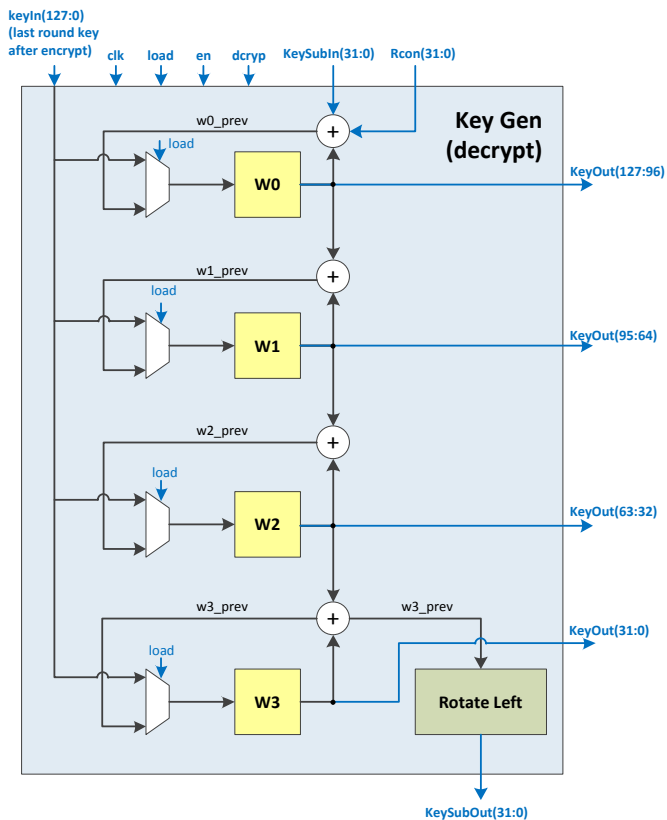 keyIn(127:0)
(last round key
after encrypt)
clk
load
en
dcryp
KeySubIn(31:0)
Rcon(31:0)
Key Gen
(decrypt)
w0_prev
+
load
W0
KeyOut(127:96)
w1_prev
+
load
W1
KeyOut(95:64)
w2_prev
+
load
W2
KeyOut(63:32)
w3_prev
+
w3_prev
KeyOut(31:0)
load
W3
Rotate Left
KeySubOut(31:0)